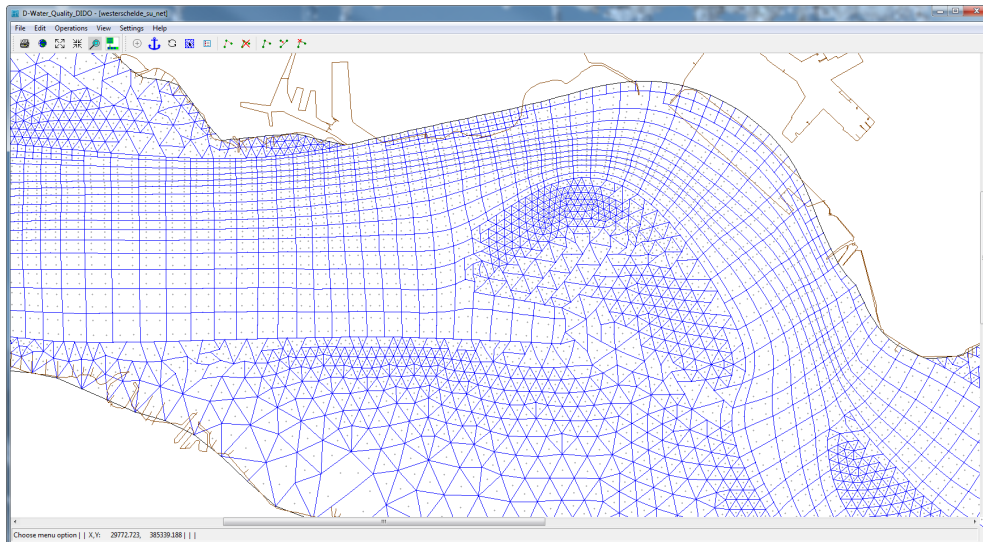 D-Water_Quality_DIDO - [westerschelde_su_net]
File Edit Operations View Settings Help
Choose menu option | | X,Y: 29772.723, 385339.188 | | |